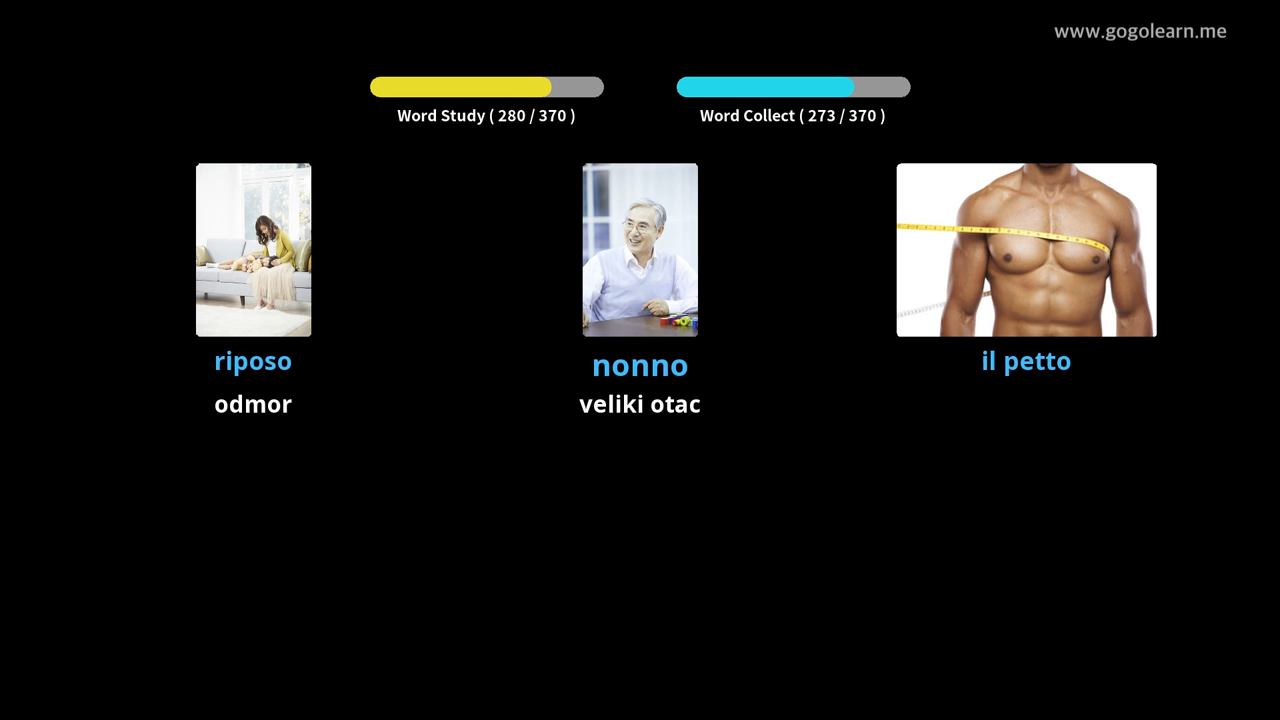 www.gogolearn.me
Word Study ( 280 / 370 )
Word Collect ( 273 / 370 )
riposo
nonno
il petto
odmor
veliki otac